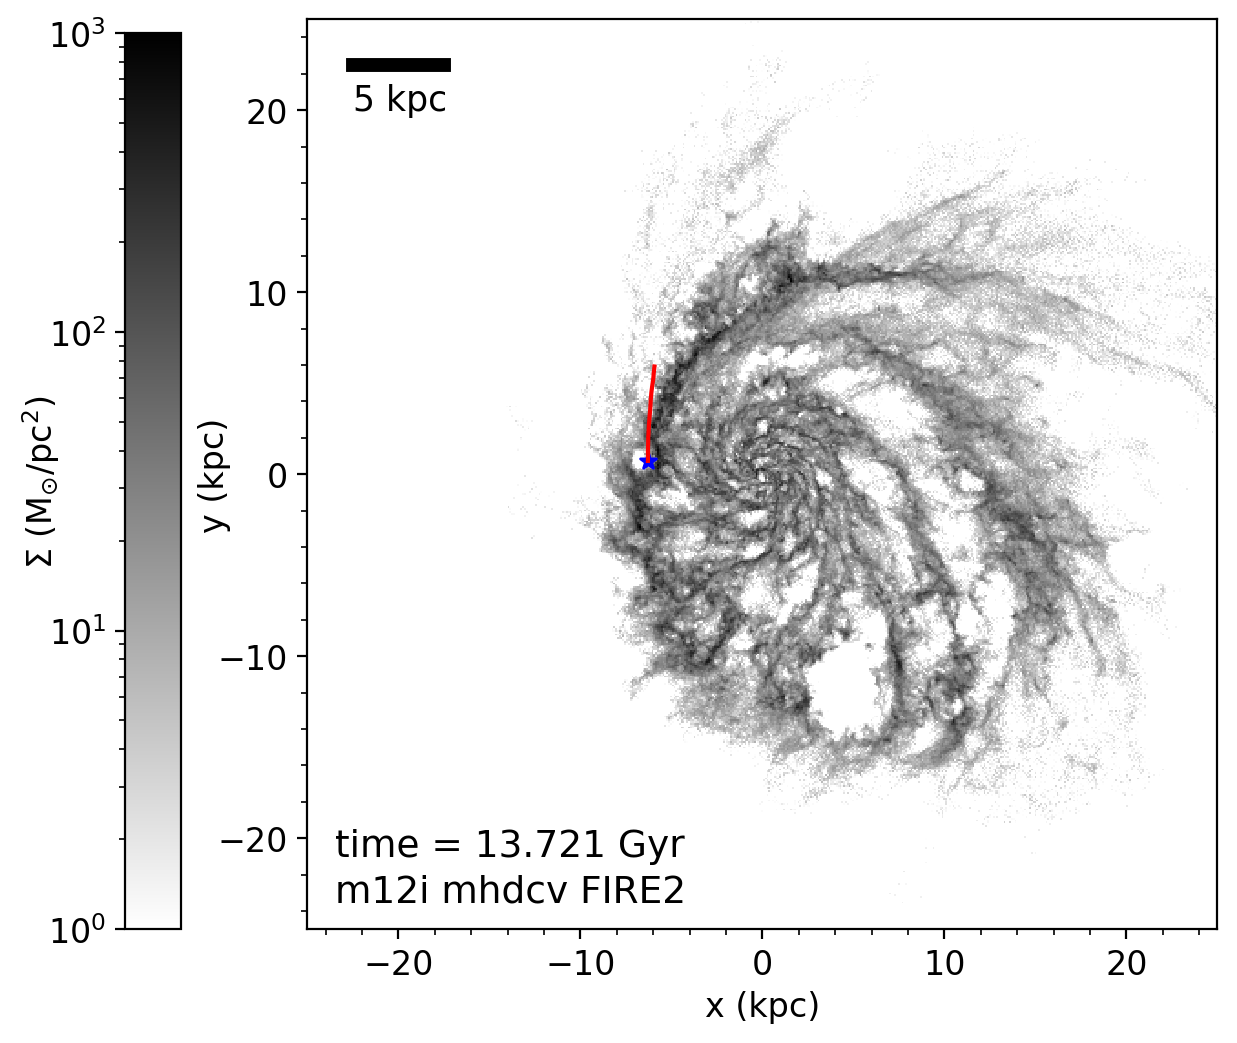 10³
10²
10¹
10⁰
Σ (M☉/pc²)
5 kpc
20
10
0
−10
−20
y (kpc)
time = 13.721 Gyr
m12i mhdcv FIRE2
−20
−10
0
10
20
x (kpc)